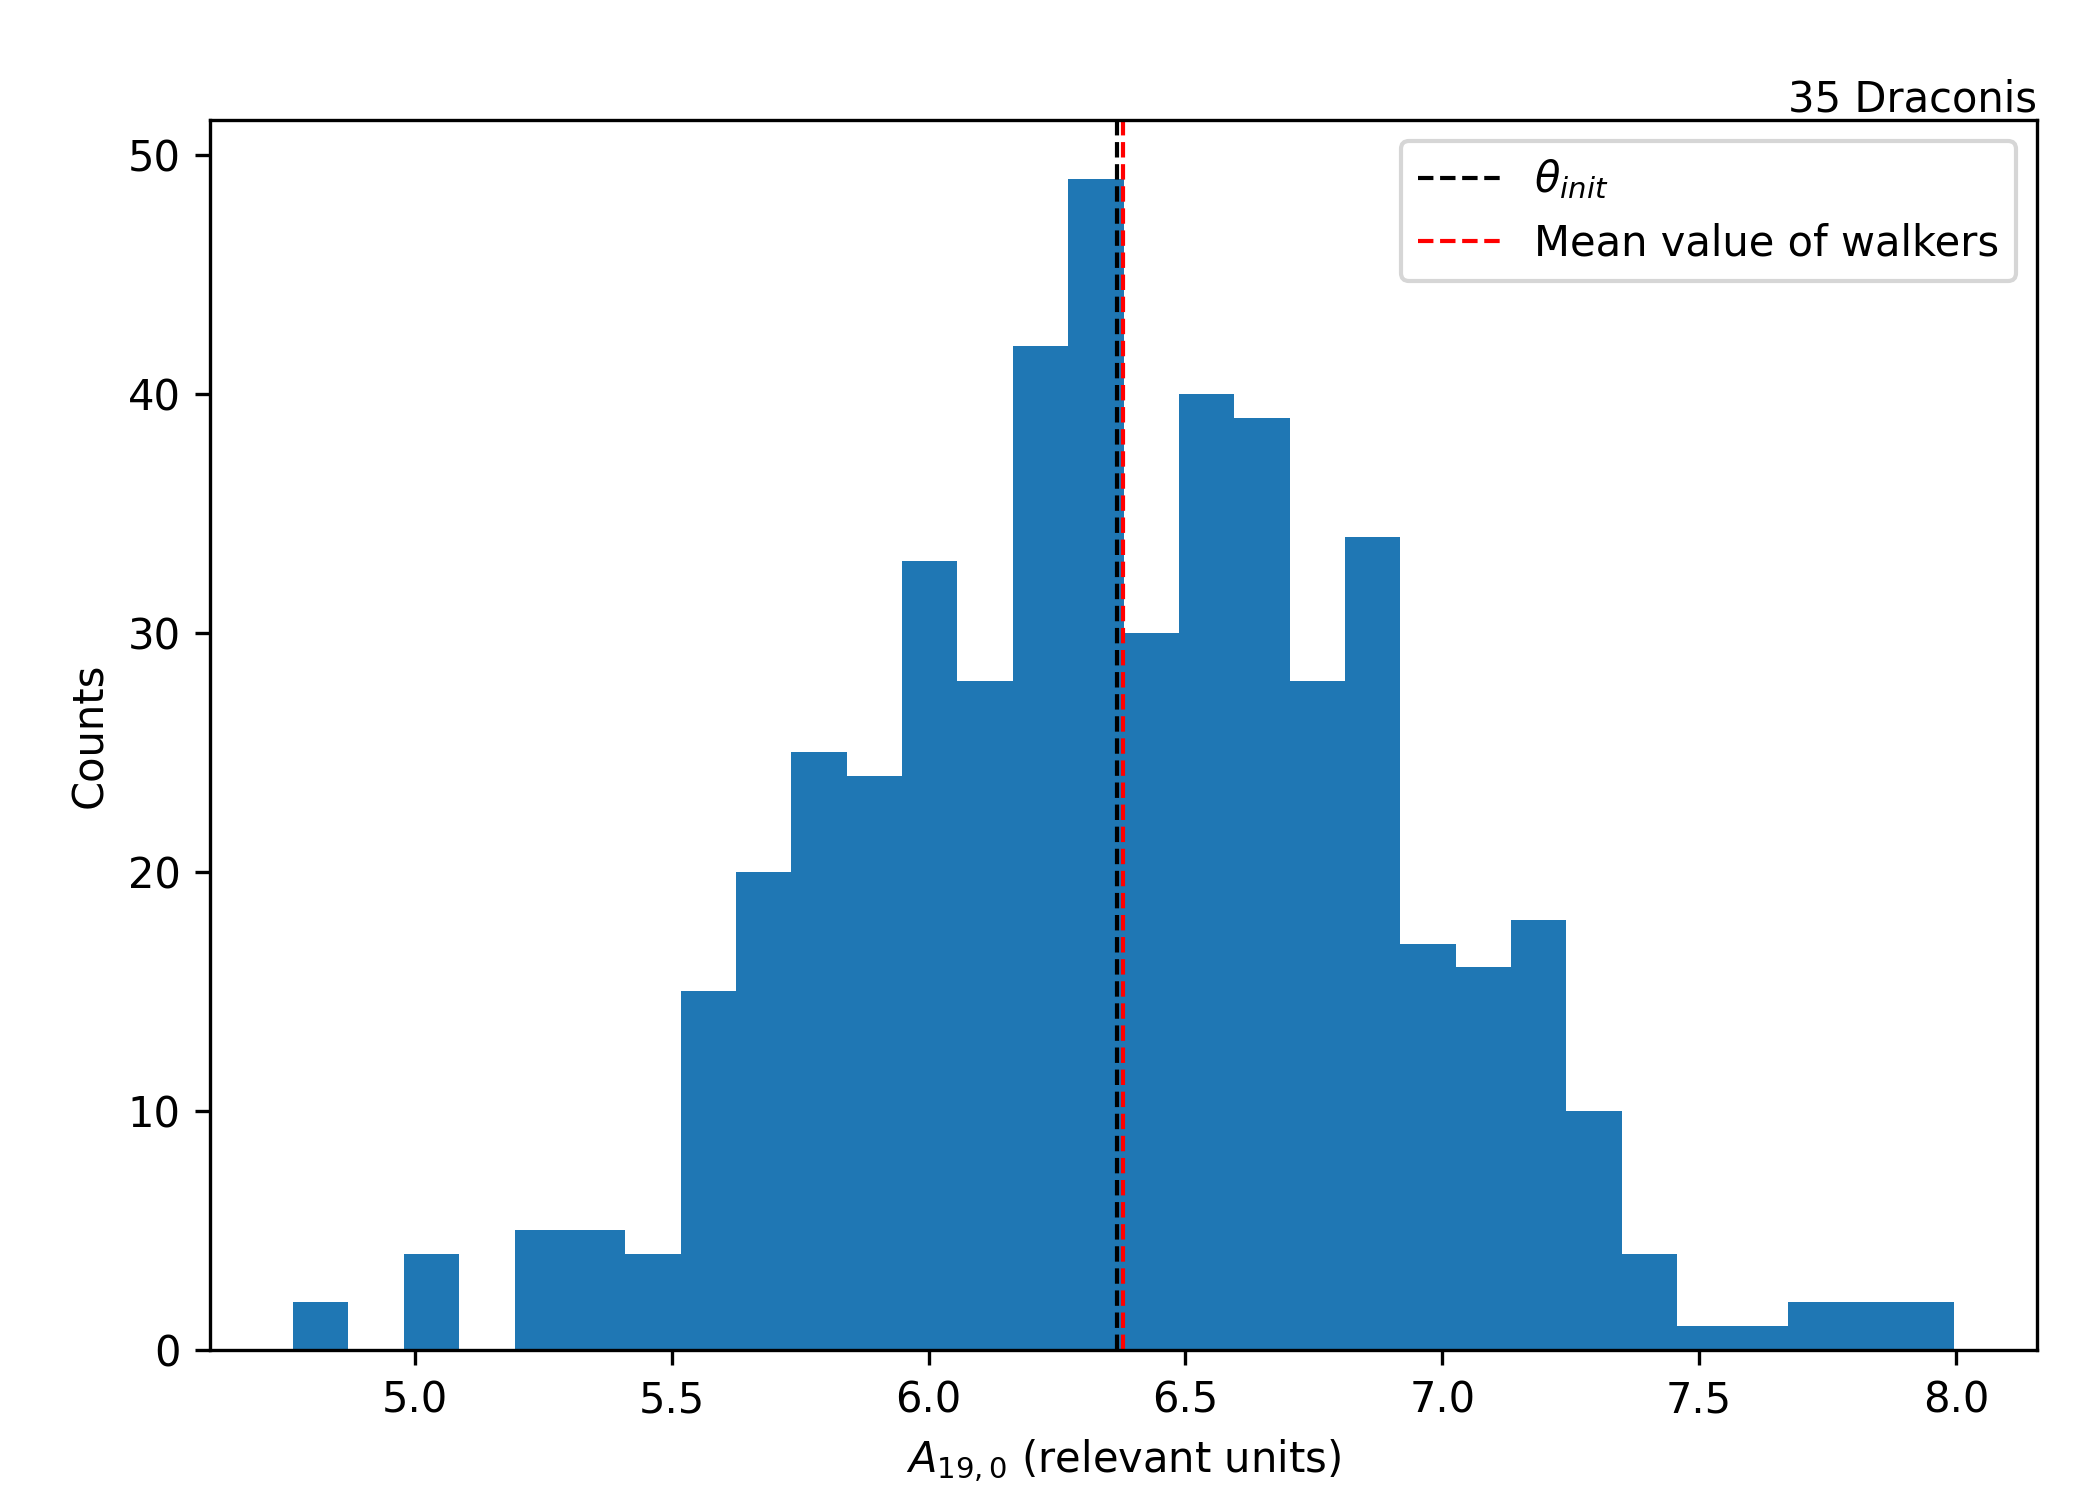 35 Draconis
50
40
30
20
10
0
Counts
θ_init
Mean value of walkers
5.0 5.5 6.0 6.5 7.0 7.5 8.0
A_19,0 (relevant units)